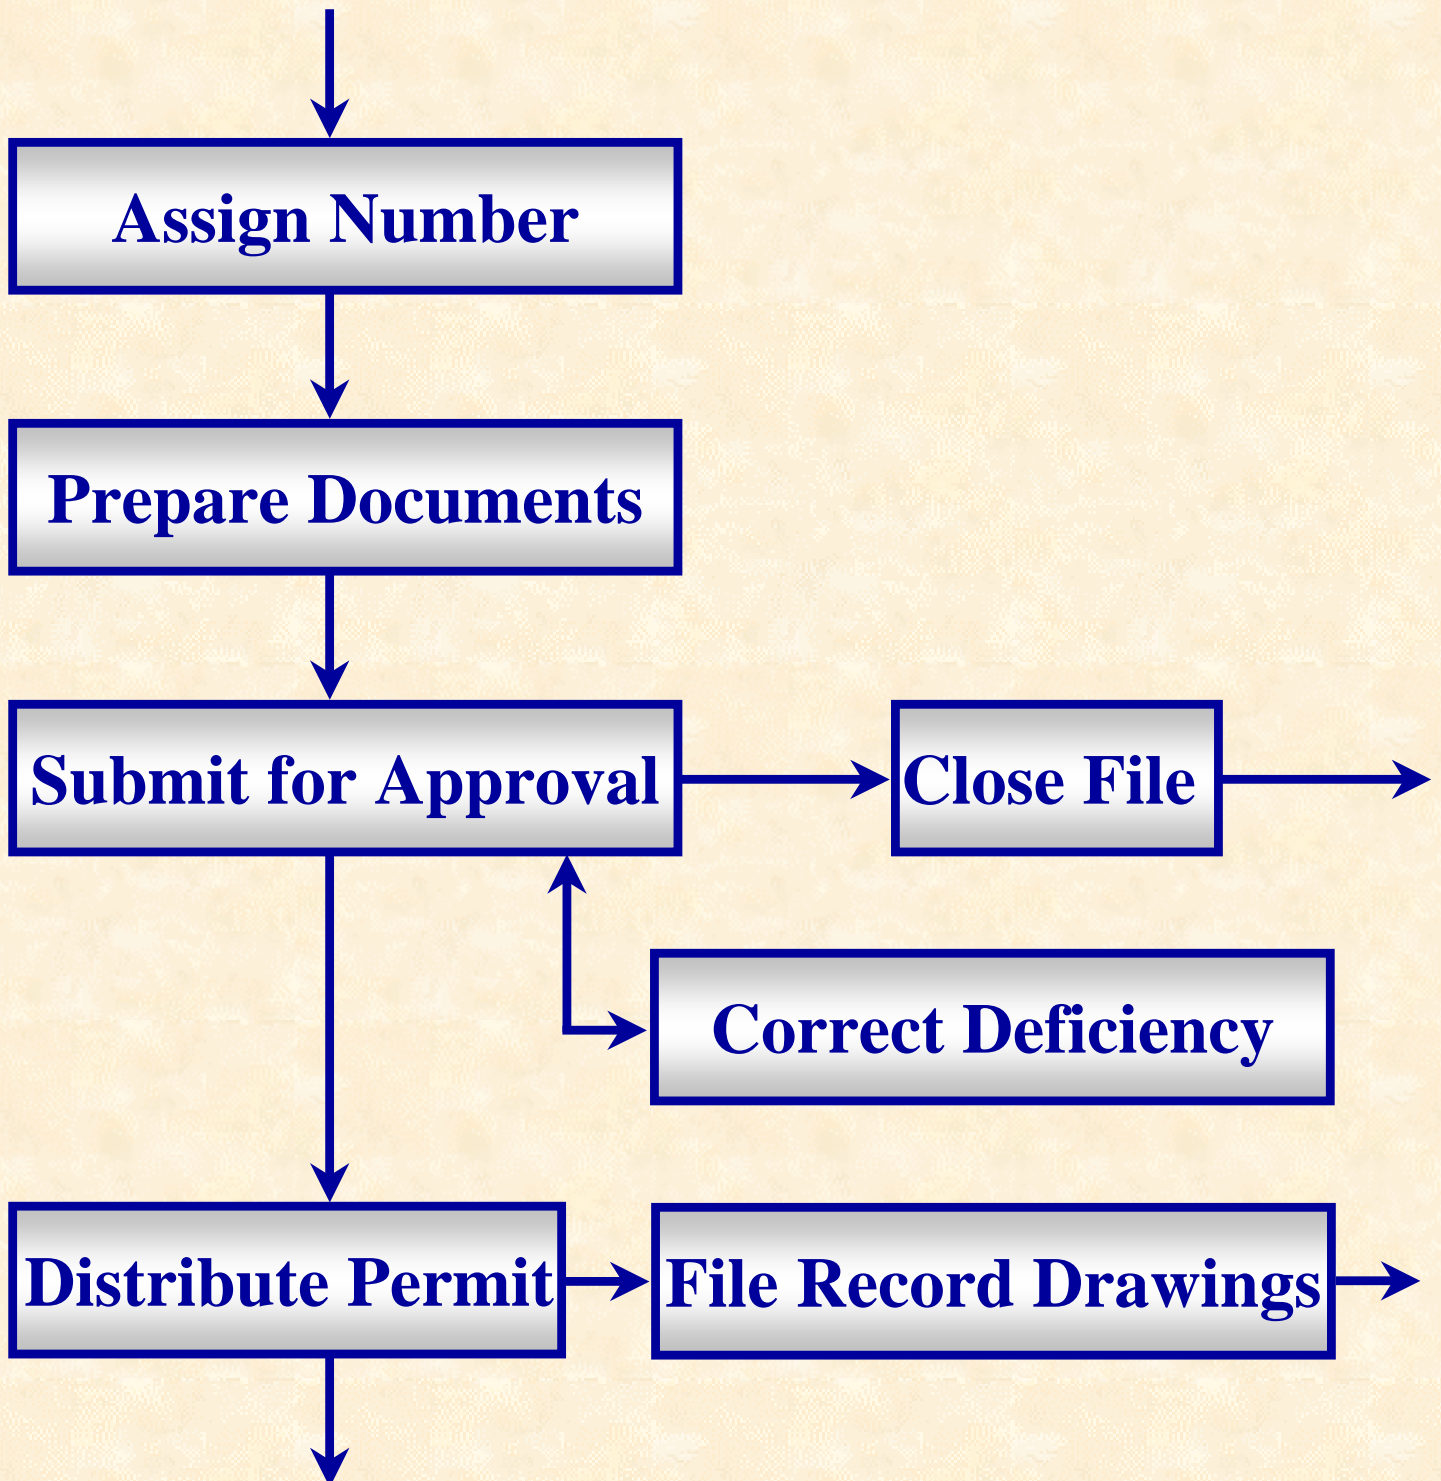 Assign Number
Prepare Documents
Submit for Approval
Close File
Correct Deficiency
Distribute Permit
File Record Drawings